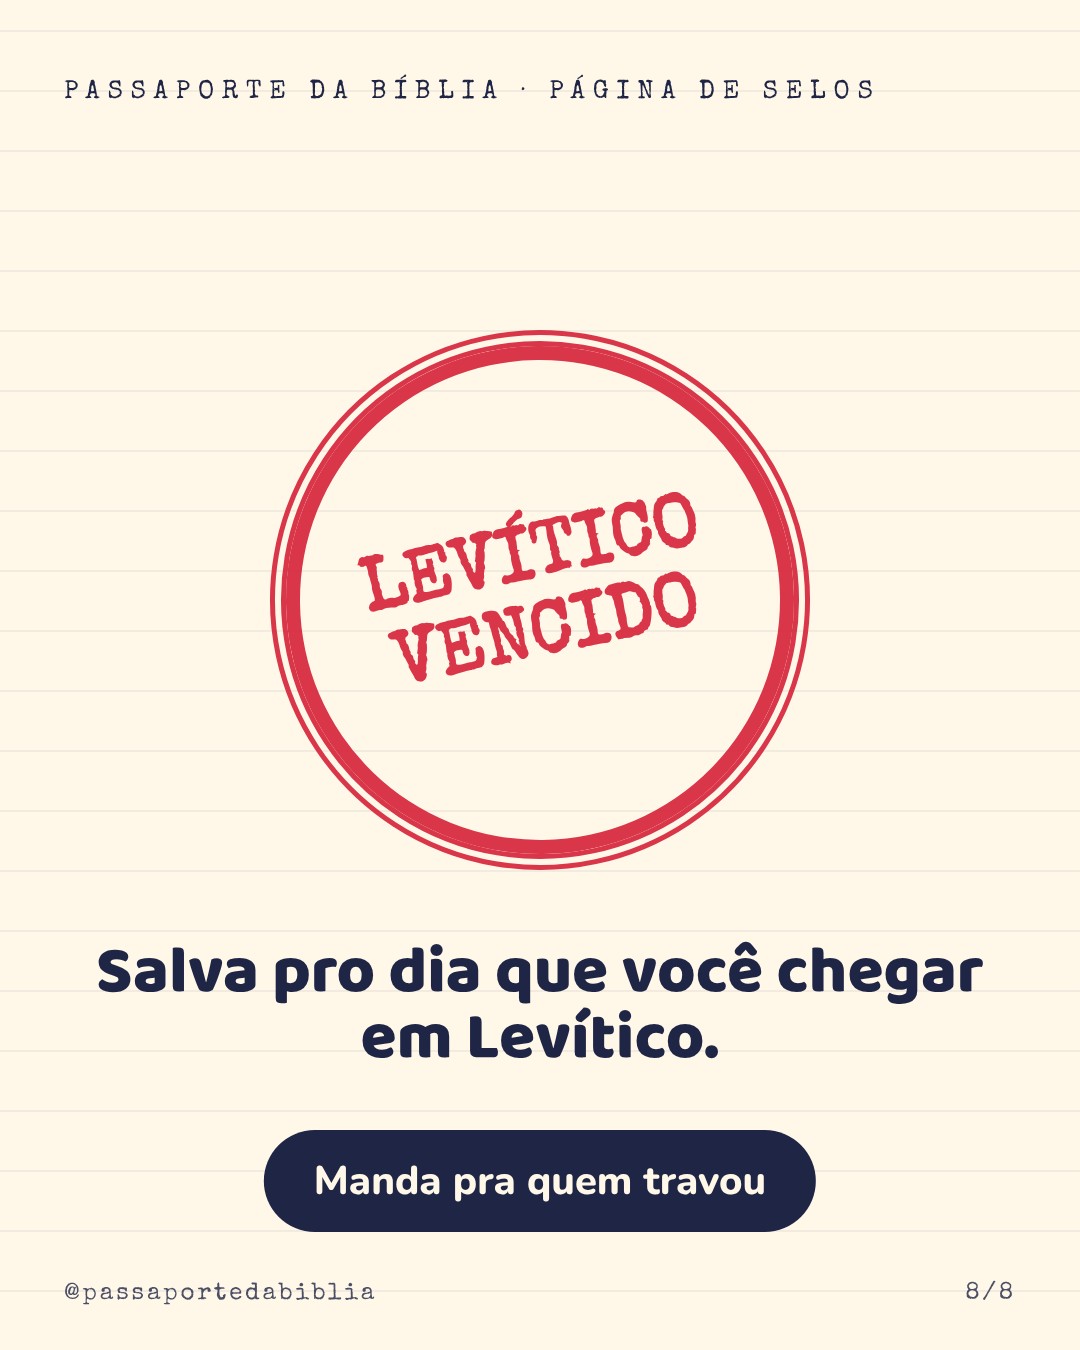 PASSAPORTE DA BÍBLIA · PÁGINA DE SELOS
LEVÍTICO
VENCIDO
Salva pro dia que você chegar
em Levítico.
Manda pra quem travou
@passaportedabiblia
8/8